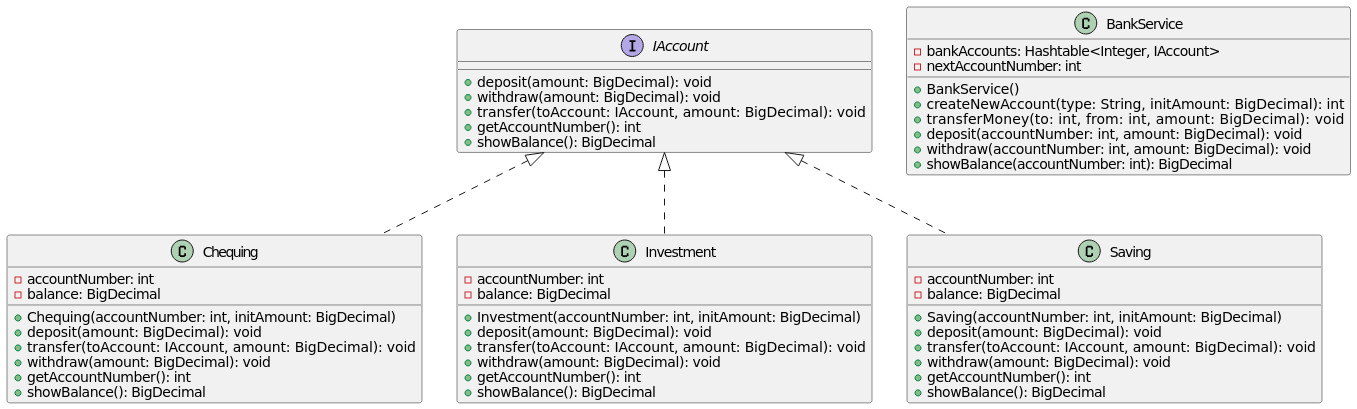 I IAccount
deposit(amount: BigDecimal): void
withdraw(amount: BigDecimal): void
transfer(toAccount: IAccount, amount: BigDecimal): void
getAccountNumber(): int
showBalance(): BigDecimal
C BankService
bankAccounts: Hashtable<Integer, IAccount>
nextAccountNumber: int
BankService()
createNewAccount(type: String, initAmount: BigDecimal): int
transferMoney(to: int, from: int, amount: BigDecimal): void
deposit(accountNumber: int, amount: BigDecimal): void
withdraw(accountNumber: int, amount: BigDecimal): void
showBalance(accountNumber: int): BigDecimal
C Chequing
accountNumber: int
balance: BigDecimal
Chequing(accountNumber: int, initAmount: BigDecimal)
deposit(amount: BigDecimal): void
transfer(toAccount: IAccount, amount: BigDecimal): void
withdraw(amount: BigDecimal): void
getAccountNumber(): int
showBalance(): BigDecimal
C Investment
accountNumber: int
balance: BigDecimal
Investment(accountNumber: int, initAmount: BigDecimal)
deposit(amount: BigDecimal): void
transfer(toAccount: IAccount, amount: BigDecimal): void
withdraw(amount: BigDecimal): void
getAccountNumber(): int
showBalance(): BigDecimal
C Saving
accountNumber: int
balance: BigDecimal
Saving(accountNumber: int, initAmount: BigDecimal)
deposit(amount: BigDecimal): void
transfer(toAccount: IAccount, amount: BigDecimal): void
withdraw(amount: BigDecimal): void
getAccountNumber(): int
showBalance(): BigDecimal